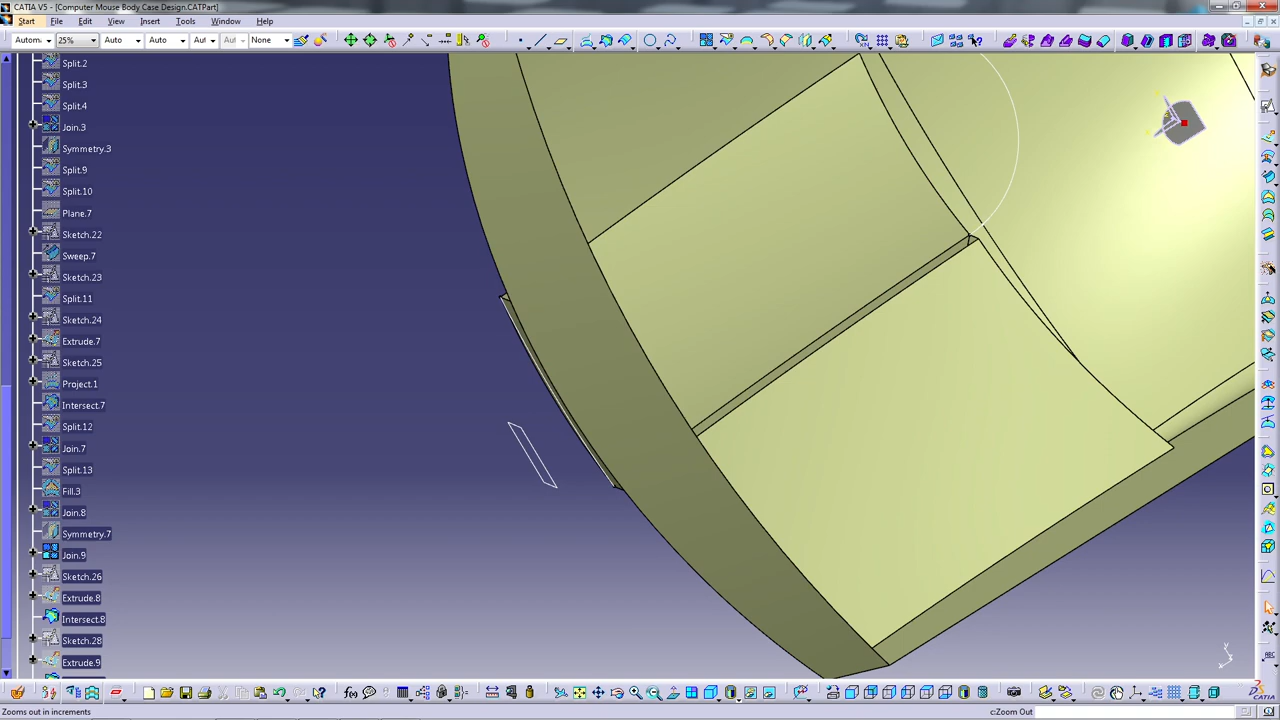 CATIA V5 - [Computer Mouse Body Case Design.CATPart]
Start File Edit View Insert Tools Window Help
Autom. 25% Auto Auto Aut Aut None
Split.2
Split.3
Split.4
Join.3
Symmetry.3
Split.9
Split.10
Plane.7
Sketch.22
Sweep.7
Sketch.23
Split.11
Sketch.24
Extrude.7
Sketch.25
Project.1
Intersect.7
Split.12
Join.7
Split.13
Fill.3
Join.8
Symmetry.7
Join.9
Sketch.26
Extrude.8
Intersect.8
Sketch.28
Extrude.9
Zooms out in increments
c:Zoom Out
CATIA